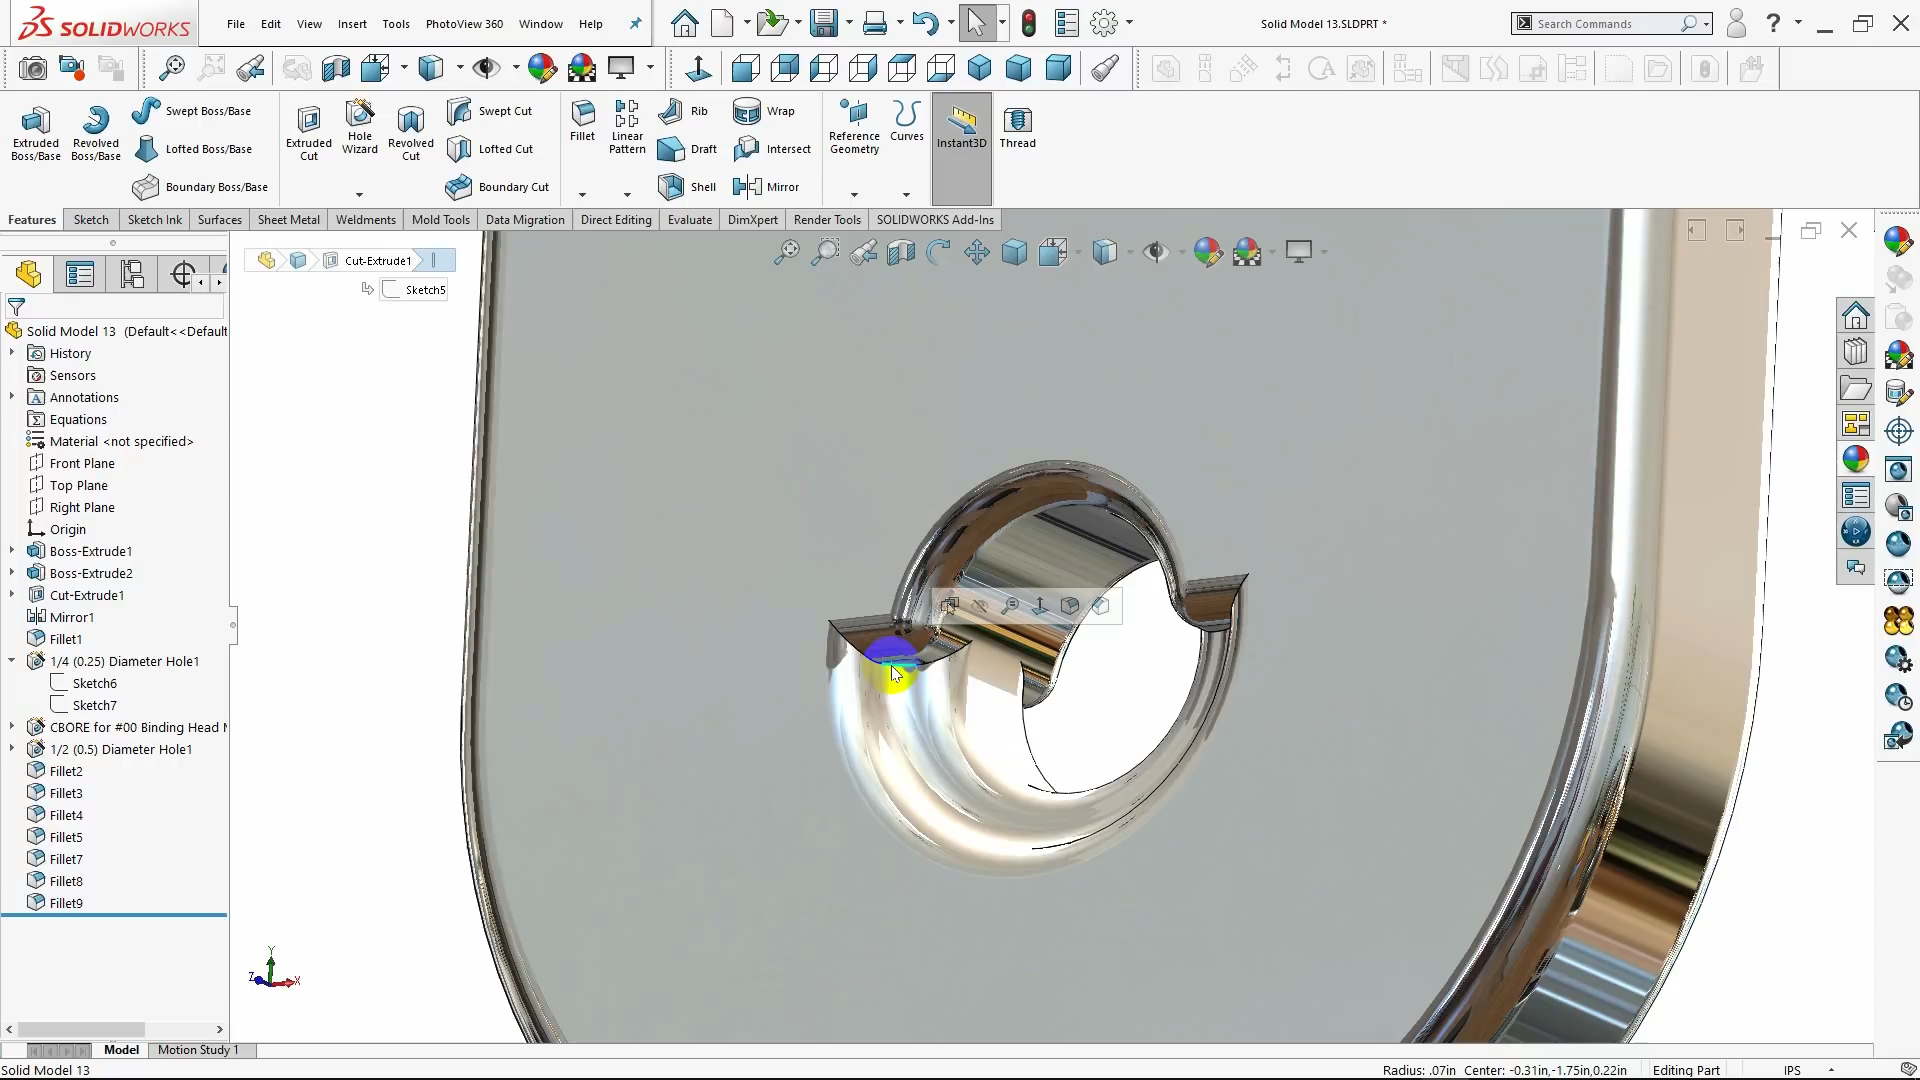 SOLIDWORKS
File Edit View Insert Tools PhotoView 360 Window Help
Solid Model 13.SLDPRT *
Search Commands
Extruded Boss/Base
Revolved Boss/Base
Swept Boss/Base
Lofted Boss/Base
Boundary Boss/Base
Extruded Cut
Hole Wizard
Revolved Cut
Swept Cut
Lofted Cut
Boundary Cut
Fillet
Linear Pattern
Rib
Draft
Shell
Wrap
Intersect
Mirror
Reference Geometry
Curves
Instant3D
Thread
Features Sketch Sketch Ink Surfaces Sheet Metal Weldments Mold Tools Data Migration Direct Editing Evaluate DimXpert Render Tools SOLIDWORKS Add-Ins
Cut-Extrude1
Sketch5
Solid Model 13 (Default<<Default
History
Sensors
Annotations
Equations
Material <not specified>
Front Plane
Top Plane
Right Plane
Origin
Boss-Extrude1
Boss-Extrude2
Cut-Extrude1
Mirror1
Fillet1
1/4 (0.25) Diameter Hole1
Sketch6
Sketch7
CBORE for #00 Binding Head
1/2 (0.5) Diameter Hole1
Fillet2
Fillet3
Fillet4
Fillet5
Fillet7
Fillet8
Fillet9
Y
Z
X
Model Motion Study 1
Solid Model 13
Radius: .07in Center: -0.31in,-1.75in,0.22in Editing Part IPS